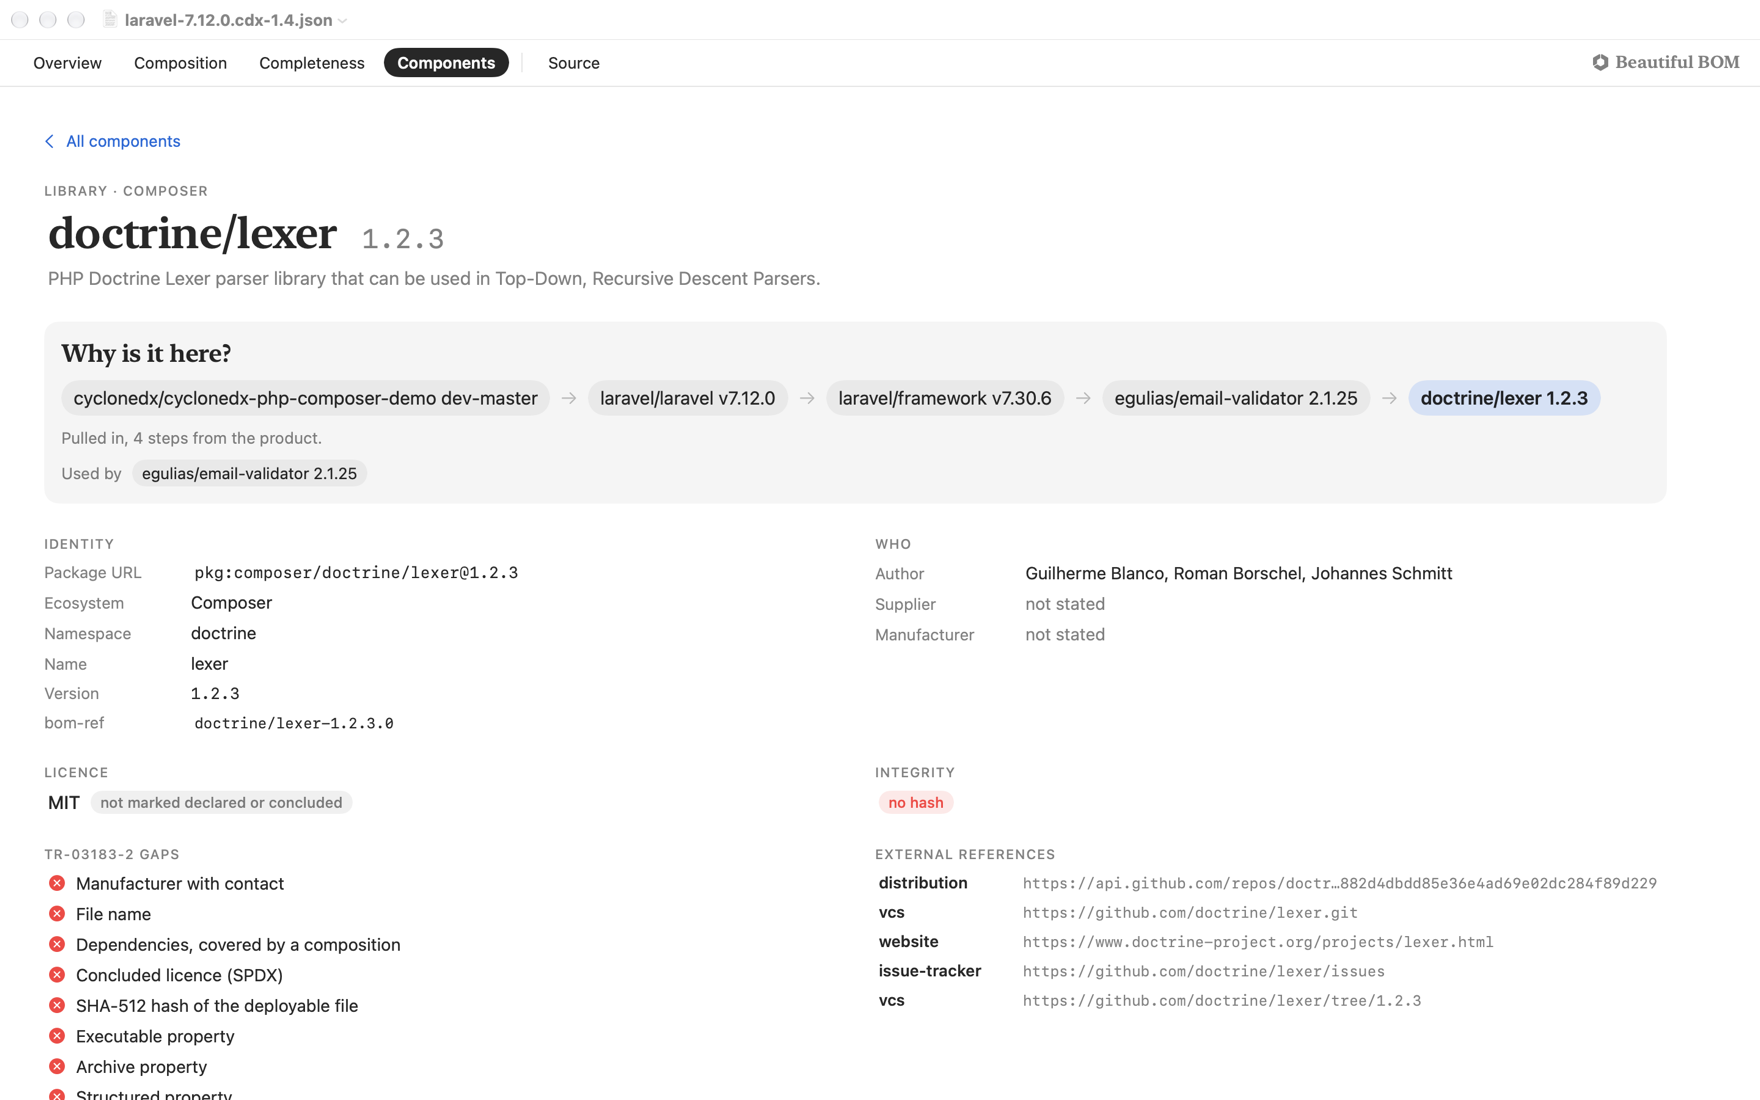 laravel-7.12.0.cdx-1.4.json
Overview Composition Completeness Components Source Beautiful BOM
All components
LIBRARY · COMPOSER
doctrine/lexer 1.2.3
PHP Doctrine Lexer parser library that can be used in Top-Down, Recursive Descent Parsers.
Why is it here?
cyclonedx/cyclonedx-php-composer-demo dev-master → laravel/laravel v7.12.0 → laravel/framework v7.30.6 → egulias/email-validator 2.1.25 → doctrine/lexer 1.2.3
Pulled in, 4 steps from the product.
Used by egulias/email-validator 2.1.25
IDENTITY
Package URL pkg:composer/doctrine/lexer@1.2.3
Ecosystem Composer
Namespace doctrine
Name lexer
Version 1.2.3
bom-ref doctrine/lexer-1.2.3.0
WHO
Author Guilherme Blanco, Roman Borschel, Johannes Schmitt
Supplier not stated
Manufacturer not stated
LICENCE
MIT not marked declared or concluded
INTEGRITY
no hash
TR-03183-2 GAPS
Manufacturer with contact
File name
Dependencies, covered by a composition
Concluded licence (SPDX)
SHA-512 hash of the deployable file
Executable property
Archive property
Structured property
EXTERNAL REFERENCES
distribution https://api.github.com/repos/doctr…882d4dbdd85e36e4ad69e02dc284f89d229
vcs https://github.com/doctrine/lexer.git
website https://www.doctrine-project.org/projects/lexer.html
issue-tracker https://github.com/doctrine/lexer/issues
vcs https://github.com/doctrine/lexer/tree/1.2.3